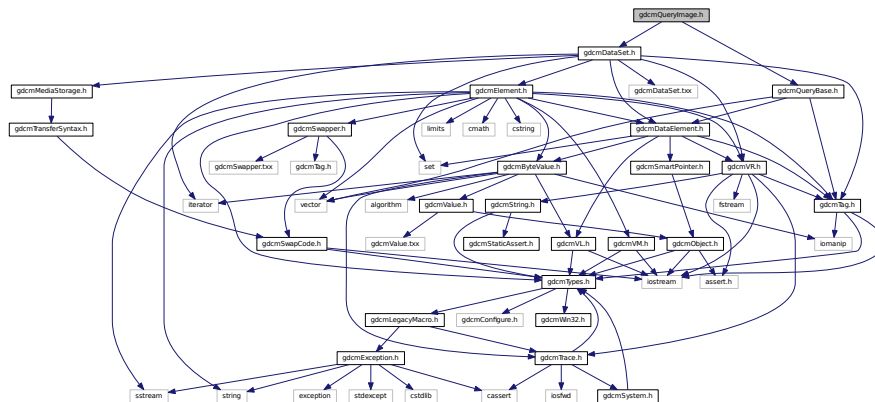 gdcmQueryImage.h
gdcmDataSet.h
gdcmMediaStorage.h
gdcmElement.h
gdcmDataSet.txx
gdcmQueryBase.h
gdcmTransferSyntax.h
gdcmSwapper.h
limits
cmath
cstring
gdcmDataElement.h
gdcmSwapper.txx
gdcmTag.h
set
gdcmByteValue.h
gdcmSmartPointer.h
gdcmVR.h
iterator
vector
algorithm
gdcmValue.h
gdcmString.h
fstream
gdcmTag.h
gdcmSwapCode.h
gdcmValue.txx
gdcmStaticAssert.h
gdcmVL.h
gdcmVM.h
gdcmObject.h
iomanip
gdcmTypes.h
iostream
assert.h
gdcmLegacyMacro.h
gdcmConfigure.h
gdcmWin32.h
gdcmException.h
gdcmTrace.h
sstream
string
exception
stdexcept
cstdlib
cassert
iosfwd
gdcmSystem.h